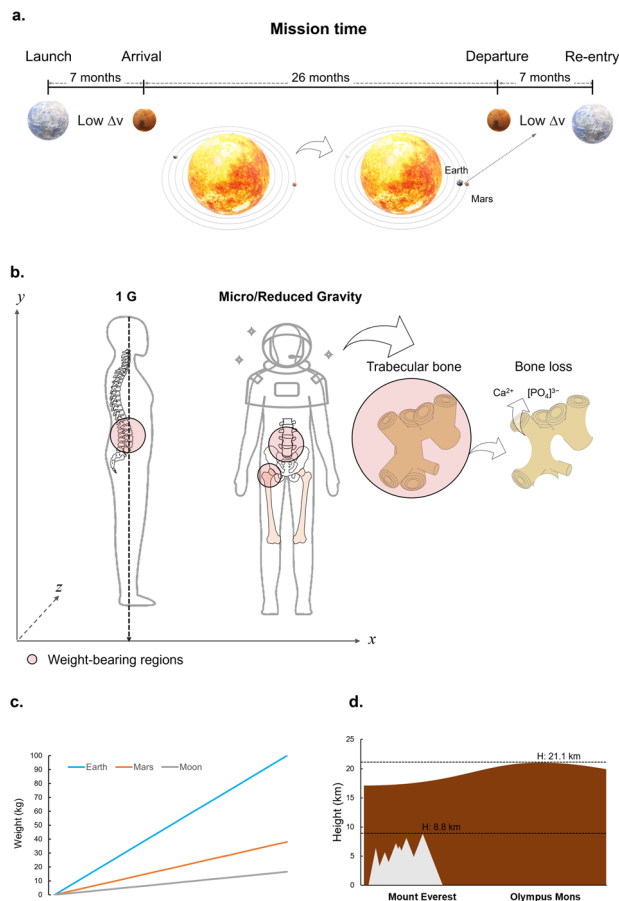 a.
Mission time
Launch Arrival Departure Re-entry
7 months 26 months 7 months
Low Δv Low Δv
Earth
Mars
b.
y
1 G Micro/Reduced Gravity
Trabecular bone Bone loss
Ca²⁺ [PO₄]³⁻
z
x
Weight-bearing regions
c.
100
90
80
70
60
50
40
30
20
10
0
Weight (kg)
Earth Mars Moon
d.
25
20
15
10
5
0
Height (km)
H: 21.1 km
H: 8.8 km
Mount Everest Olympus Mons